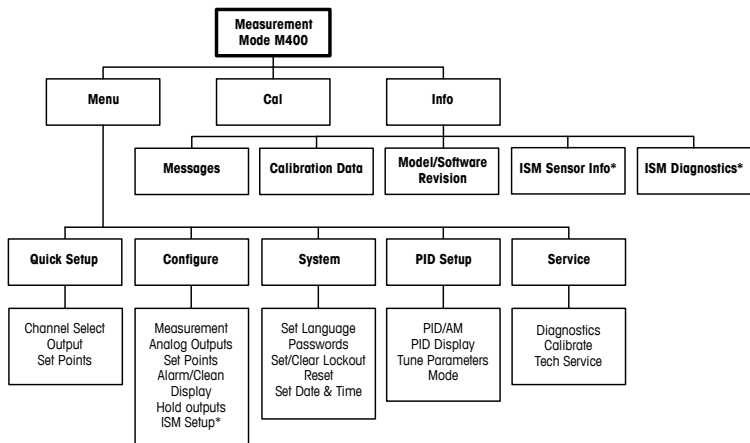 Measurement
Mode M400
Menu
Cal
Info
Messages
Calibration Data
Model/Software
Revision
ISM Sensor Info*
ISM Diagnostics*
Quick Setup
Configure
System
PID Setup
Service
Channel Select
Output
Set Points
Measurement
Analog Outputs
Set Points
Alarm/Clean
Display
Hold outputs
ISM Setup*
Set Language
Passwords
Set/Clear Lockout
Reset
Set Date & Time
PID/AM
PID Display
Tune Parameters
Mode
Diagnostics
Calibrate
Tech Service